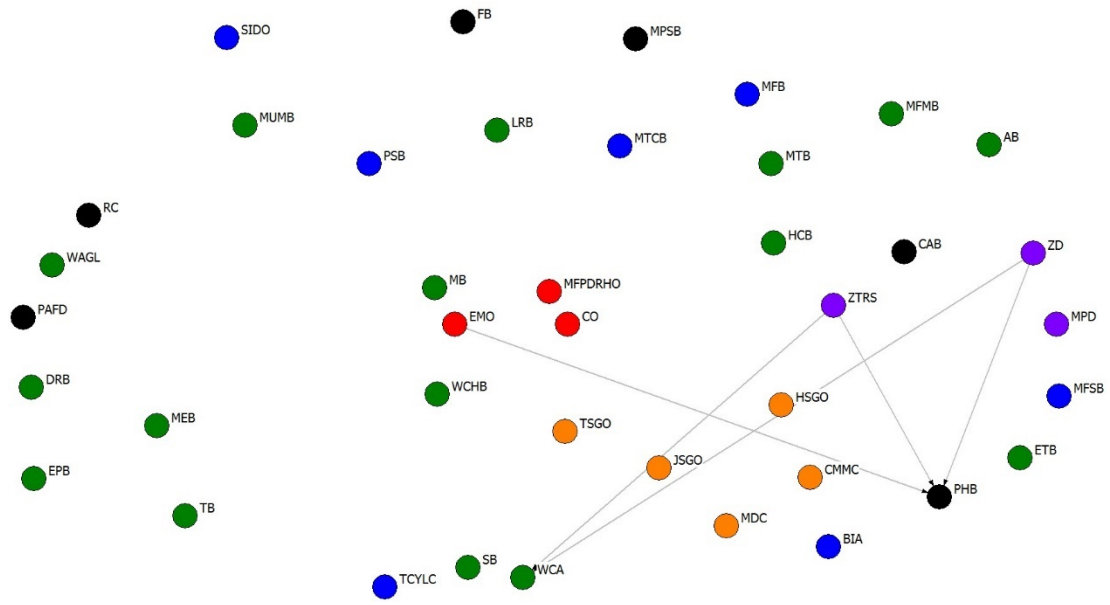 FB
SIDO
MPSB
MFB
MFMB
MUMB
LRB
MTCB
AB
PSB
MTB
RC
HCB
CAB
ZD
WAGL
MB
MFPDRHO
ZTRS
PAFD
EMO
CO
MPD
DRB
WCHB
HSGO
MFSB
MEB
TSGO
ETB
JSGO
EPB
CMMC
PHB
TB
MDC
BIA
SB
WCA
TCYLC